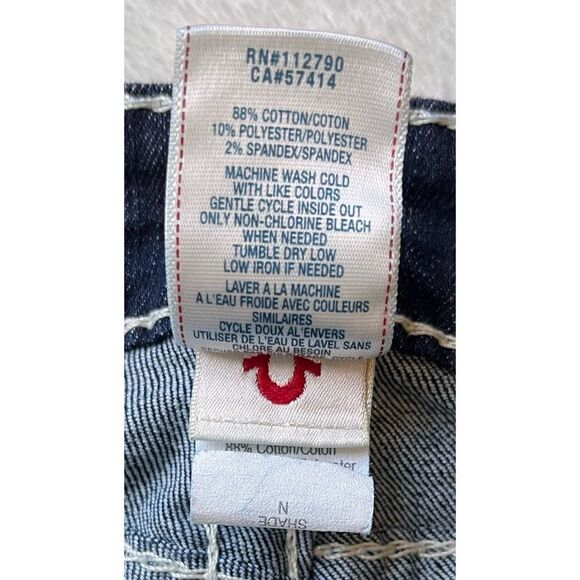 RN#112790
CA#57414
88% COTTON/COTON
10% POLYESTER/POLYESTER
2% SPANDEX/SPANDEX
MACHINE WASH COLD
WITH LIKE COLORS
GENTLE CYCLE INSIDE OUT
ONLY NON-CHLORINE BLEACH
WHEN NEEDED
TUMBLE DRY LOW
LOW IRON IF NEEDED
LAVER A LA MACHINE
A L'EAU FROIDE AVEC COULEURS
SIMILAIRES
CYCLE DOUX AL'ENVERS
UTILISER DE L'EAU DE LAVEL SANS
CHLORE AU BESOIN
88% Cotton/Coton
SHADE
N